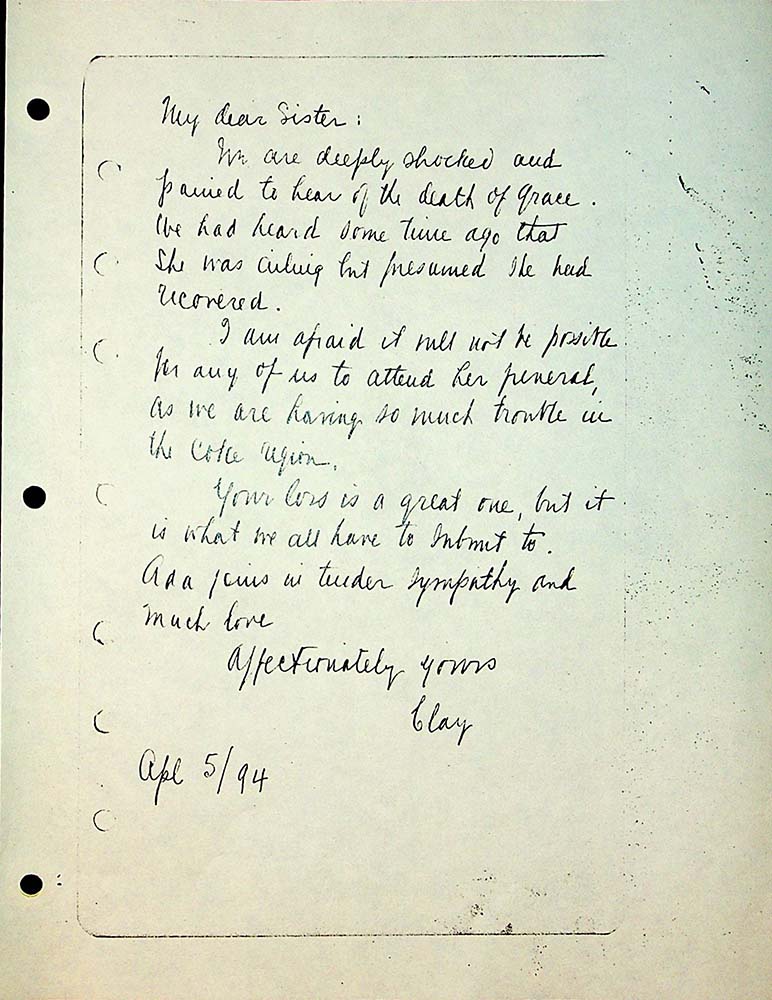 My dear Sister:
We are deeply shocked and
pained to hear of the death of Grace.
We had heard some time ago that
She was ailing but presumed she had
recovered.
I am afraid it will not be possible
for any of us to attend her funeral,
as we are having so much trouble in
the Coke region.
Your loss is a great one, but it
is what we all have to submit to.
Ada joins in tender sympathy and
much love
Affectionately yours
Clay
Apl 5/94